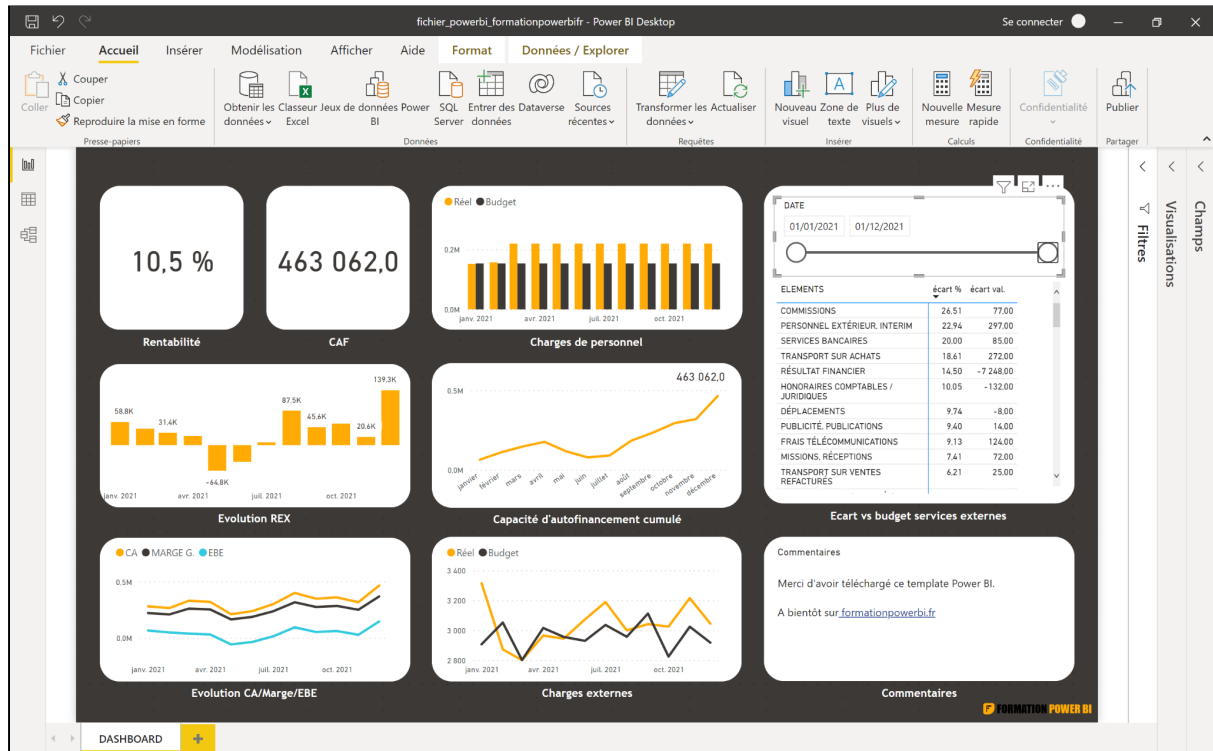 fichier_powerbi_formationpowerbifr - Power BI Desktop
Se connecter
Fichier Accueil Insérer Modélisation Afficher Aide Format Données / Explorer
Coller
Couper
Copier
Reproduire la mise en forme
Presse-papiers
Obtenir les données
Classeur Excel
Jeux de données Power BI
SQL Server
Entrer des données
Dataverse
Sources récentes
Données
Transformer les données
Actualiser
Requêtes
Nouveau visuel
Zone de texte
Plus de visuels
Insérer
Nouvelle mesure
Mesure rapide
Calculs
Confidentialité
Confidentialité
Publier
Partager
Filtres
Visualisations
Champs
10,5 %
Rentabilité
463 062,0
CAF
Réel Budget
0.2M
0.0M
janv. 2021 avr. 2021 juil. 2021 oct. 2021
Charges de personnel
DATE
01/01/2021 01/12/2021
ELEMENTS écart % écart val.
COMMISSIONS 26,51 77,00
PERSONNEL EXTÉRIEUR, INTERIM 22,94 297,00
SERVICES BANCAIRES 20,00 85,00
TRANSPORT SUR ACHATS 18,61 272,00
RÉSULTAT FINANCIER 14,50 -7 248,00
HONORAIRES COMPTABLES / JURIDIQUES 10,05 -132,00
DÉPLACEMENTS 9,74 -8,00
PUBLICITÉ, PUBLICATIONS 9,40 14,00
FRAIS TÉLÉCOMMUNICATIONS 9,13 124,00
MISSIONS, RÉCEPTIONS 7,41 72,00
TRANSPORT SUR VENTES REFACTURÉS 6,21 25,00
Ecart vs budget services externes
58.8K
31.4K
-64.8K
87.5K
45.6K
20.6K
139.3K
janv. 2021 avr. 2021 juil. 2021 oct. 2021
Evolution REX
463 062,0
0.5M
0.0M
janvier février mars avril mai juin juillet août septembre octobre novembre décembre
Capacité d'autofinancement cumulé
CA MARGE G. EBE
0.5M
0.0M
janv. 2021 avr. 2021 juil. 2021 oct. 2021
Evolution CA/Marge/EBE
Réel Budget
3 400
3 200
3 000
2 800
janv. 2021 avr. 2021 juil. 2021 oct. 2021
Charges externes
Commentaires
Merci d'avoir téléchargé ce template Power BI.
A bientôt sur formationpowerbi.fr
Commentaires
FORMATION POWER BI
DASHBOARD